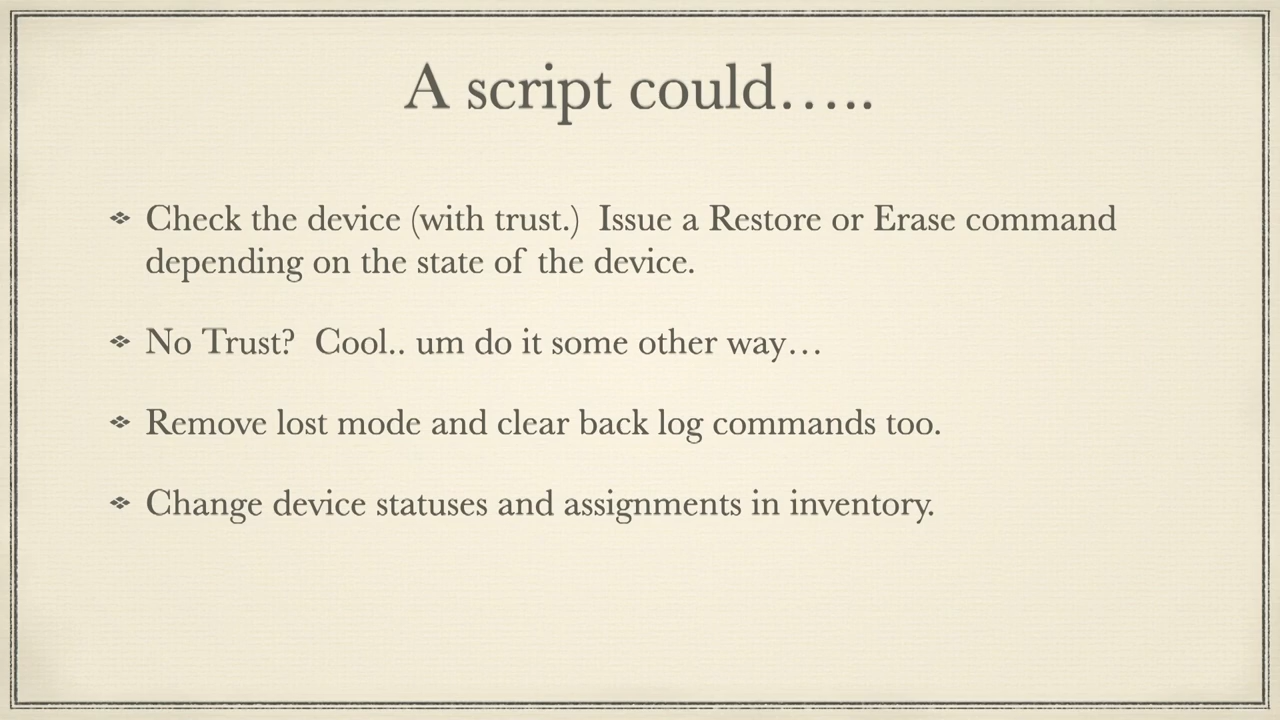 A script could.....
Check the device (with trust.)  Issue a Restore or Erase command
depending on the state of the device.
No Trust?  Cool.. um do it some other way…
Remove lost mode and clear back log commands too.
Change device statuses and assignments in inventory.